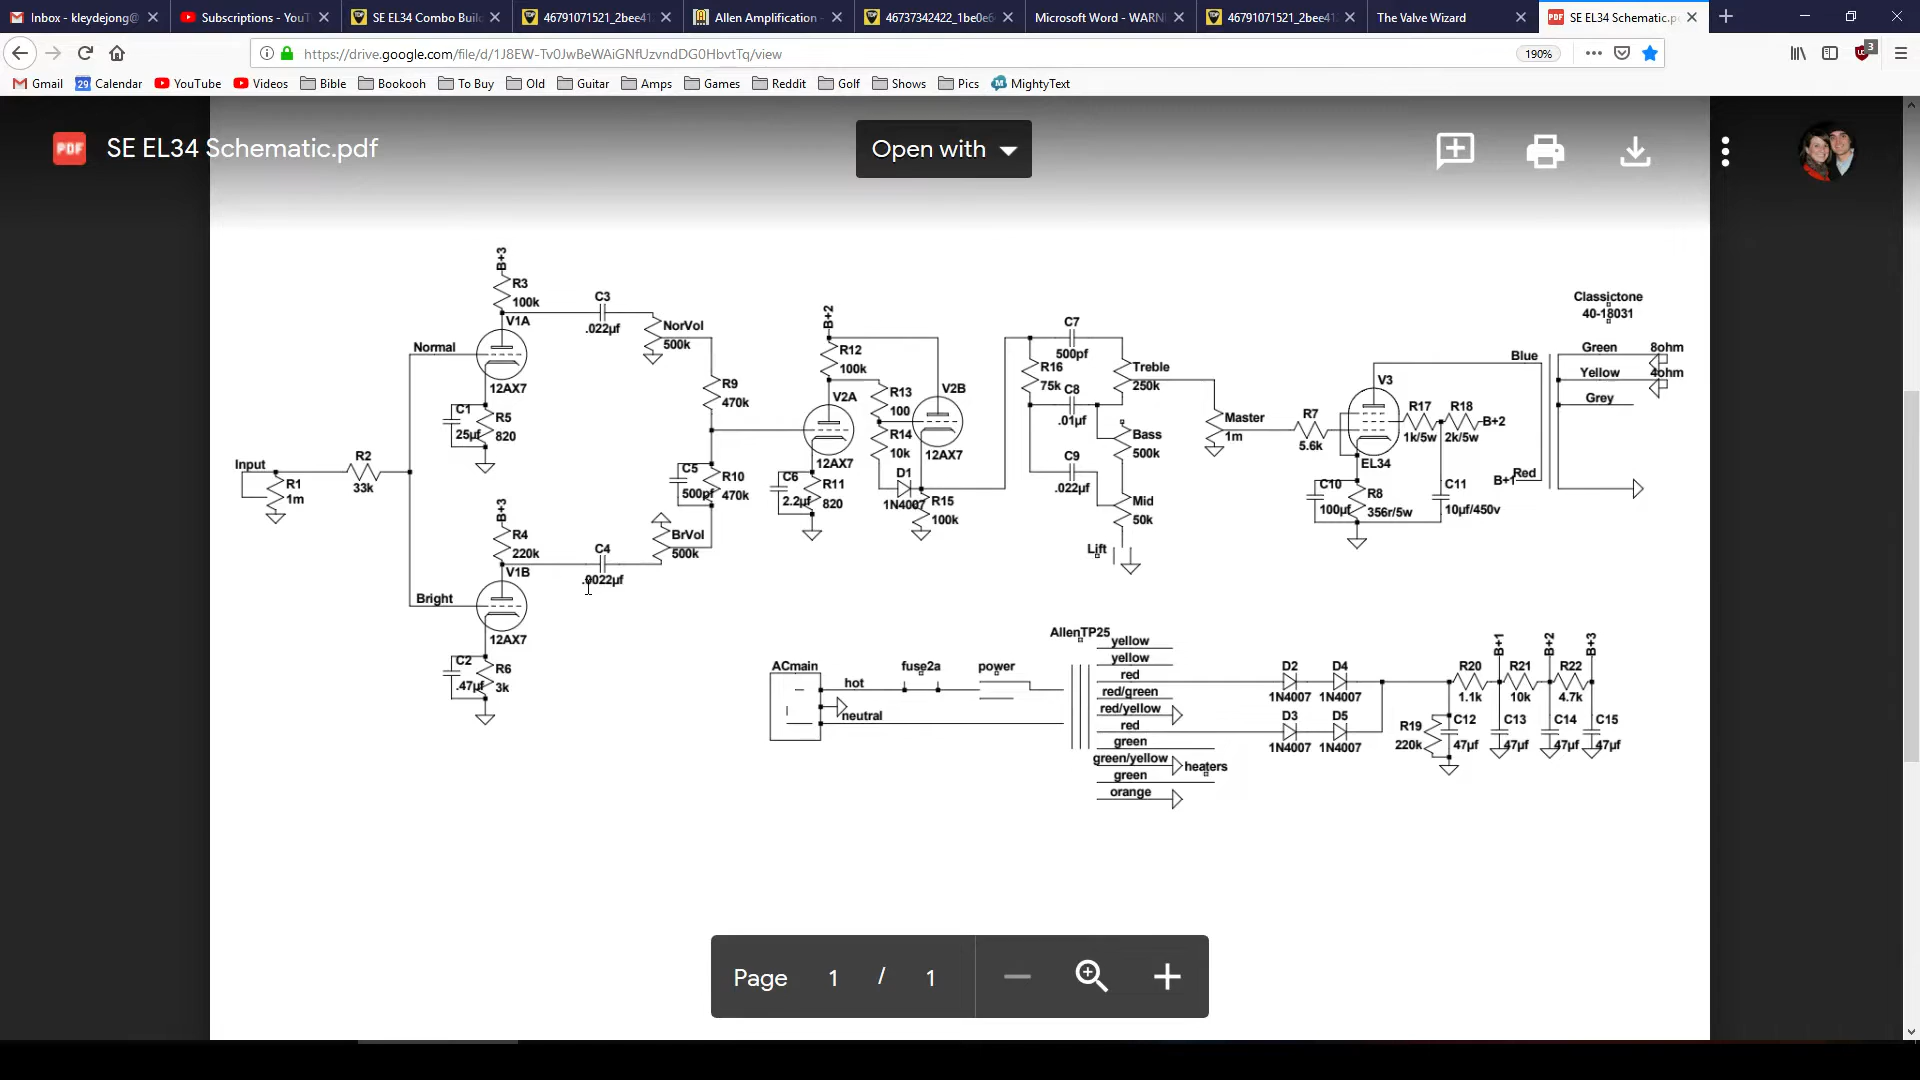 Inbox - kleydejong@
Subscriptions - YouT
SE EL34 Combo Buil
46791071521_2bee41
Allen Amplification -
46737342422_1be0e6
Microsoft Word - WARN
46791071521_2bee41
The Valve Wizard
SE EL34 Schematic.p
https://drive.google.com/file/d/1J8EW-Tv0JwBeWAiGNfUzvndDG0HbvtTq/view
190%
3
Gmail
29 Calendar
YouTube
Videos
Bible
Bookooh
To Buy
Old
Guitar
Amps
Games
Reddit
Golf
Shows
Pics
MightyText
PDF SE EL34 Schematic.pdf
Open with
B+3
R3
100k
V1A
Normal
12AX7
C1
25µf
R5
820
C3
.022µf
NorVol
500k
R9
470k
Input
R1
1m
R2
33k
C5
500pf
R10
470k
B+3
R4
220k
V1B
C4
.0022µf
BrVol
500k
Bright
12AX7
C2
.47µf
R6
3k
B+2
R12
100k
V2A
12AX7
R13
100
R14
10k
V2B
12AX7
C6
2.2µf
R11
820
D1
1N4007
R15
100k
C7
500pf
R16
75k
C8
.01µf
C9
.022µf
Treble
250k
Bass
500k
Mid
50k
Lift
Master
1m
R7
5.6k
V3
EL34
R17
1k/5w
R18
2k/5w
B+2
C10
100µf
R8
356r/5w
C11
10µf/450v
Blue
Red
B+1
Classictone
40-18031
Green
8ohm
Yellow
4ohm
Grey
ACmain
hot
neutral
fuse2a
power
AllenTP25
yellow
yellow
red
red/green
red/yellow
red
green
green/yellow
heaters
green
orange
D2
1N4007
D4
1N4007
D3
1N4007
D5
1N4007
R19
220k
R20
1.1k
B+1
R21
10k
B+2
R22
4.7k
B+3
C12
47µf
C13
47µf
C14
47µf
C15
47µf
Page 1 / 1